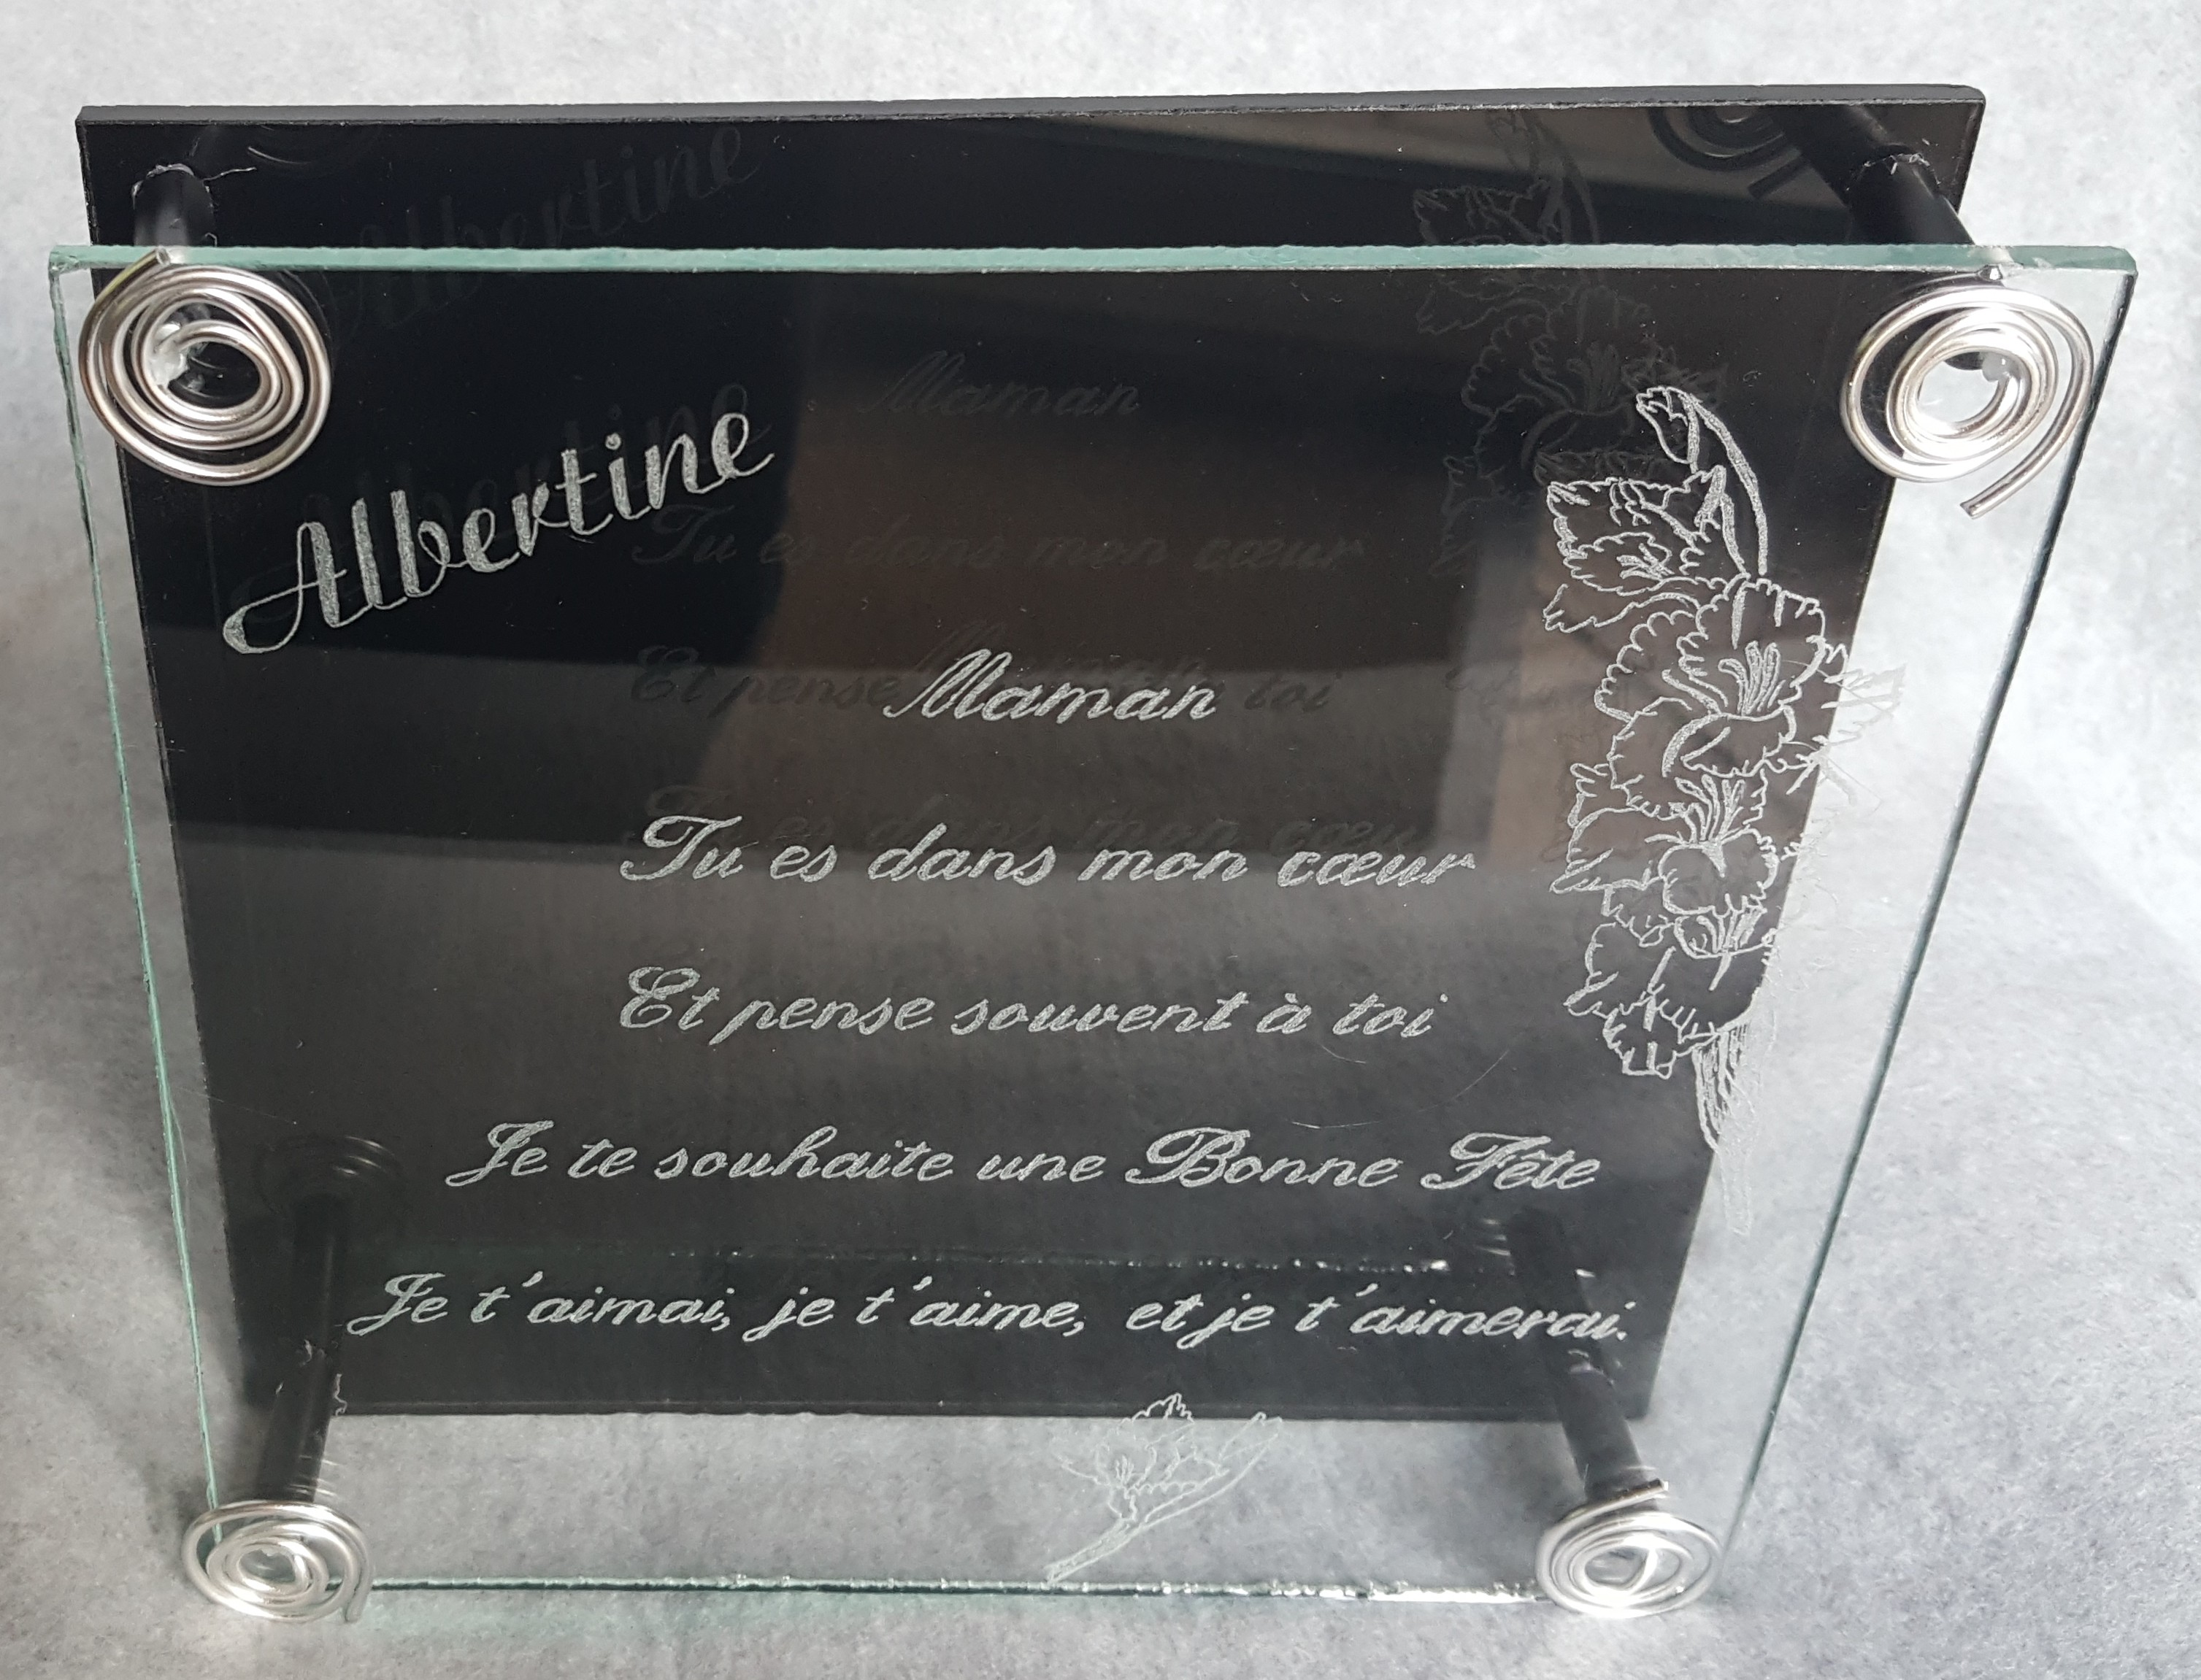 Albertine
Maman
Tu es dans mon cœur
Et pense souvent à toi
Je te souhaite une Bonne Fête
Je t'aimai, je t'aime, et je t'aimerai.